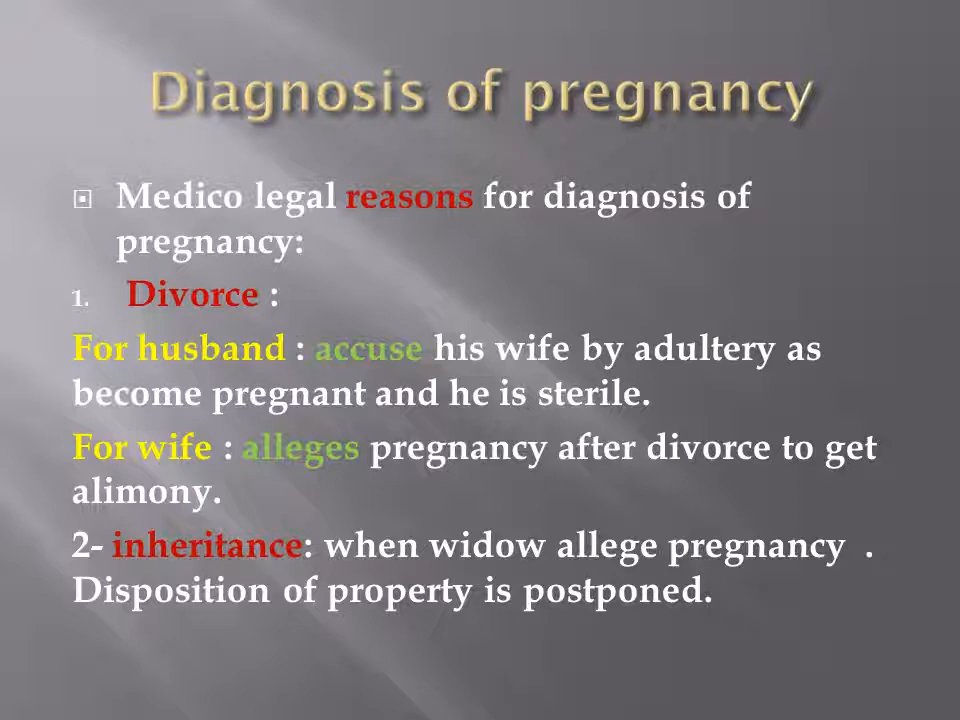 Diagnosis of pregnancy
Medico legal reasons for diagnosis of
pregnancy:
1. Divorce :
For husband : accuse his wife by adultery as
become pregnant and he is sterile.
For wife : alleges pregnancy after divorce to get
alimony.
2- inheritance: when widow allege pregnancy .
Disposition of property is postponed.